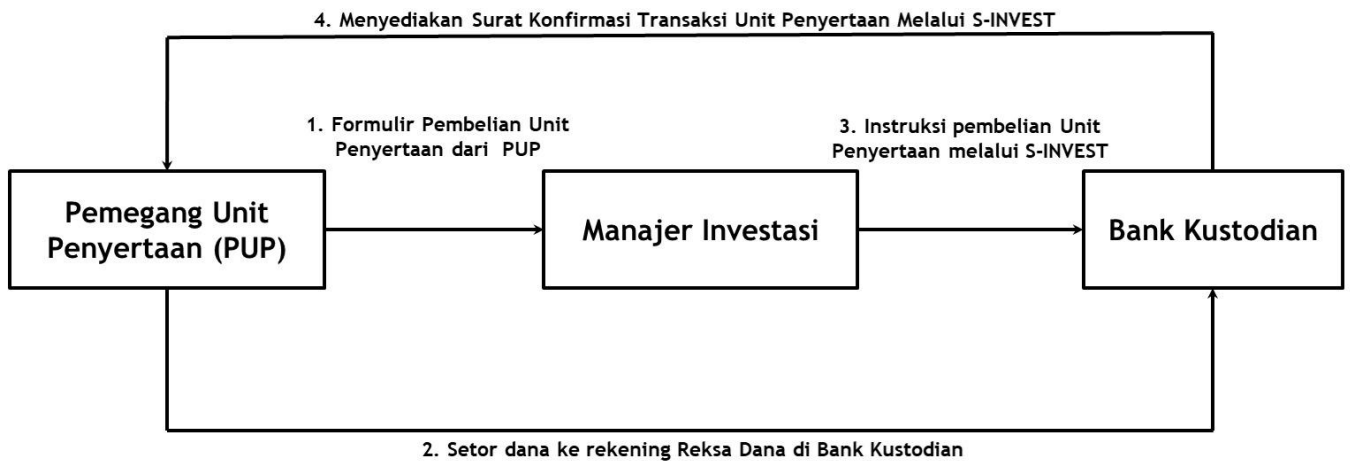 4. Menyediakan Surat Konfirmasi Transaksi Unit Penyertaan Melalui S-INVEST
1. Formulir Pembelian Unit
Penyertaan dari PUP
3. Instruksi pembelian Unit
Penyertaan melalui S-INVEST
Pemegang Unit
Penyertaan (PUP)
Manajer Investasi
Bank Kustodian
2. Setor dana ke rekening Reksa Dana di Bank Kustodian